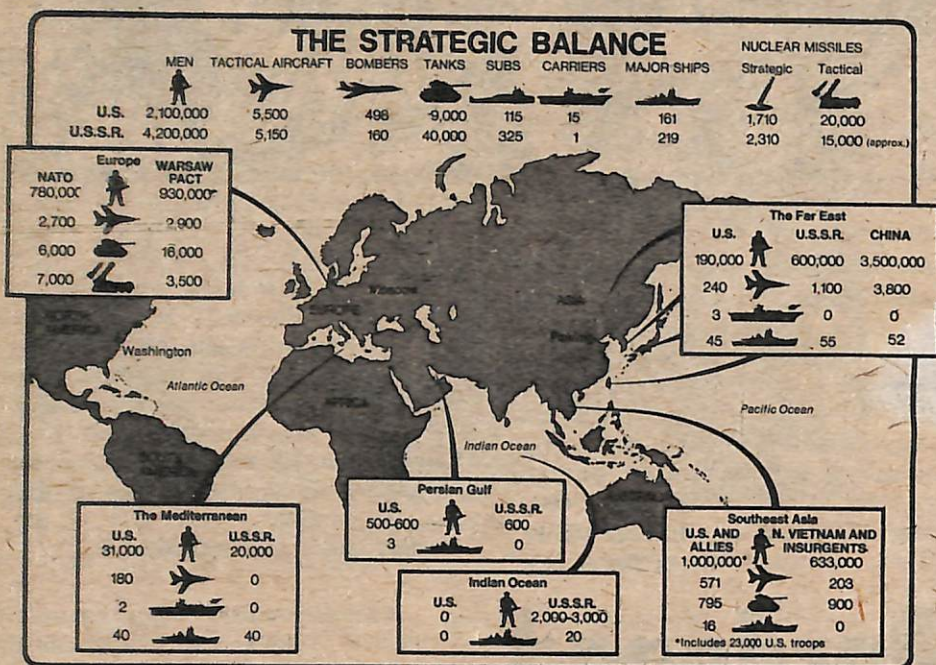 THE STRATEGIC BALANCE
NUCLEAR MISSILES
MEN TACTICAL AIRCRAFT BOMBERS TANKS SUBS CARRIERS MAJOR SHIPS Strategic Tactical
U.S. 2,100,000 5,500 498 9,000 115 15 161 1,710 20,000
U.S.S.R. 4,200,000 5,150 160 40,000 325 1 219 2,310 15,000 (approx.)
Europe
NATO WARSAW PACT
780,000 930,000
2,700 2,900
6,000 16,000
7,000 3,500
The Far East
U.S. U.S.S.R. CHINA
190,000 600,000 3,500,000
240 1,100 3,800
3 0 0
45 55 52
NORTH AMERICA
Washington
Atlantic Ocean
EUROPE
Moscow
ASIA
Peking
AFRICA
SOUTH AMERICA
Indian Ocean
Pacific Ocean
AUSTRALIA
The Mediterranean
U.S. U.S.S.R.
31,000 20,000
180 0
2 0
40 40
Persian Gulf
U.S. U.S.S.R.
500-600 600
3 0
Indian Ocean
U.S. U.S.S.R.
0 2,000-3,000
0 20
Southeast Asia
U.S. AND ALLIES N. VIETNAM AND INSURGENTS
1,000,000* 633,000
571 203
795 900
16 0
*Includes 23,000 U.S. troops